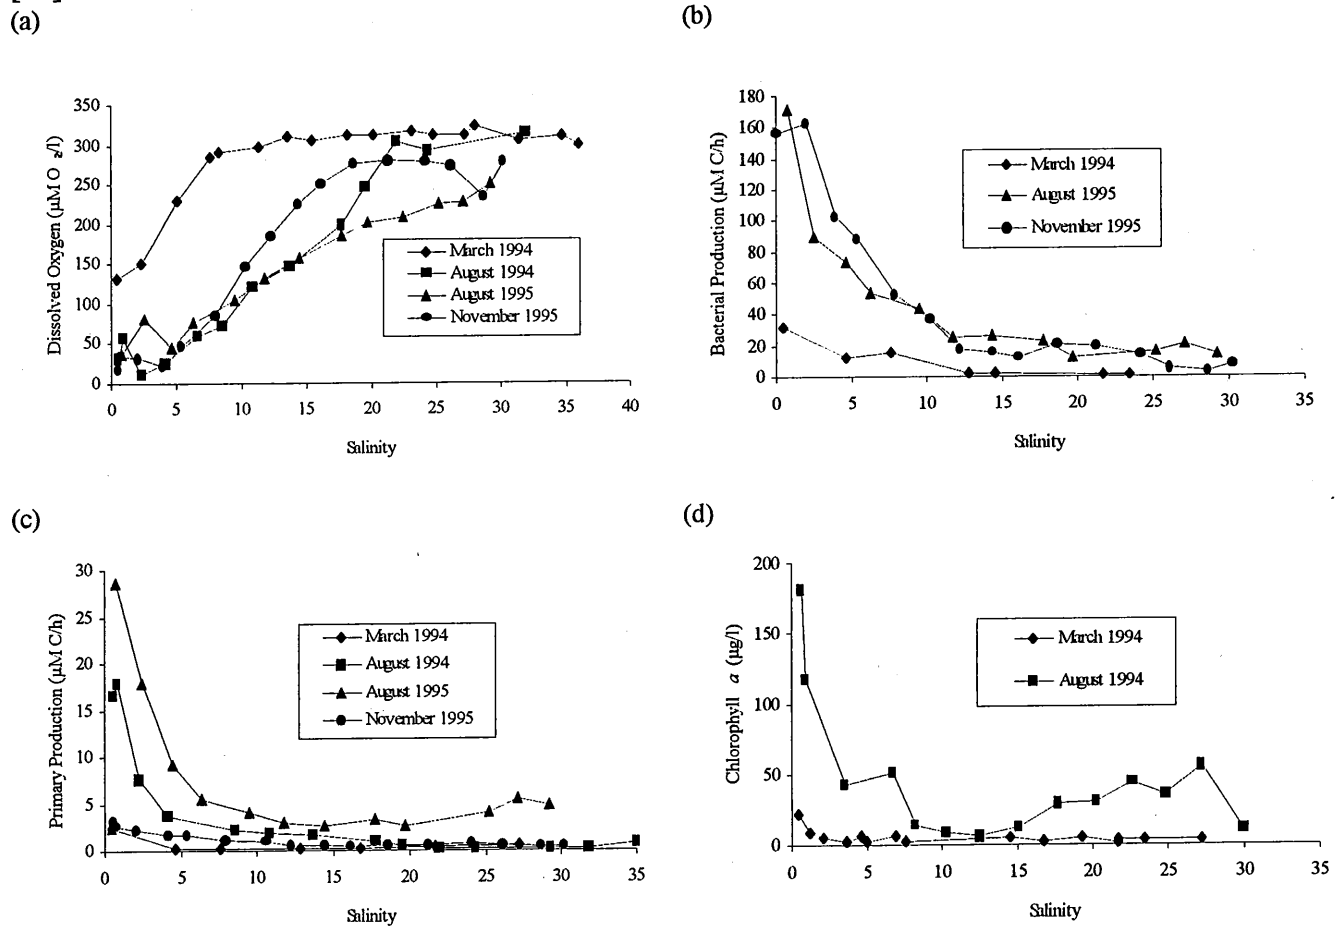 (a)
(b)
Dissolved Oxygen (µM O 2/l)
350
300
250
200
150
100
50
0
0 5 10 15 20 25 30 35 40
Salinity
March 1994
August 1994
August 1995
November 1995
Bacterial Production (µM C/h)
180
160
140
120
100
80
60
40
20
0
0 5 10 15 20 25 30 35
Salinity
March 1994
August 1995
November 1995
(c)
(d)
Primary Production (µM C/h)
30
25
20
15
10
5
0
0 5 10 15 20 25 30 35
Salinity
March 1994
August 1994
August 1995
November 1995
Chlorophyll a (µg/l)
200
150
100
50
0
0 5 10 15 20 25 30 35
Salinity
March 1994
August 1994